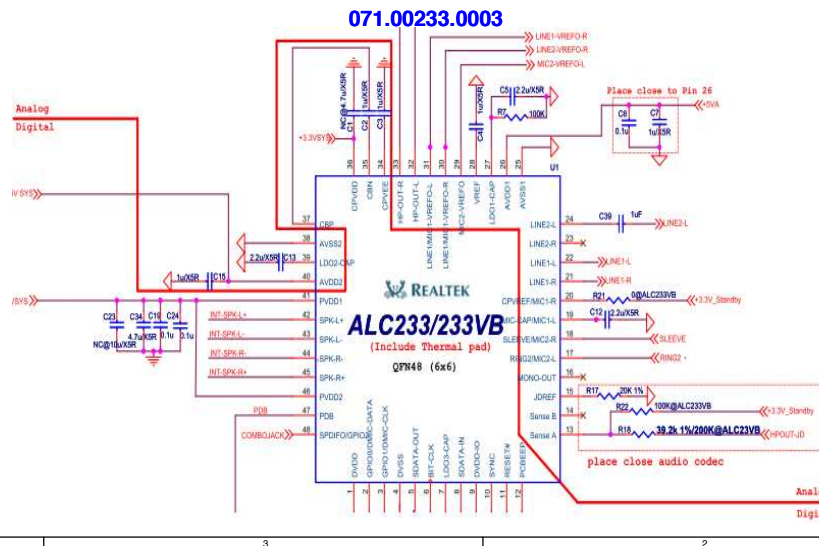 071.00233.0003
LINE1-VREFO-R
LINE2-VREFO-R
MIC2-VREFO-L
Analog
Digital
NC@4.7u/X5R
C1
1u/X5R
C2
1u/X5R
C3
1u/X5R
C4
C5
2.2u/X5R
R7
100K
Place close to Pin 26
C6
0.1u
C7
1u/X5R
+5VA
+3.3VSYS
36
35
34
33
32
31
30
29
28
27
26
25
U1
CPVDD
CBN
CPVEE
HP-OUT-R
HP-OUT-L
LINE1/MIC1-VREFO-L
LINE1/MIC1-VREFO-R
MIC2-VREFO
VREF
LDO1-CAP
AVDD1
AVSS1
37 CBP
38 AVSS2
39 LDO2-CAP
40 AVDD2
41 PVDD1
42 SPK-L+
43 SPK-L-
44 SPK-R-
45 SPK-R+
46 PVDD2
47 PDB
48 SPDIFO/GPIO2
2.2u/X5R C13
1u/X5R C15
C23
NC@10u/X5R
C34
4.7u/X5R
C19
0.1u
C24
0.1u
INT-SPK-L+
INT-SPK-L-
INT-SPK-R-
INT-SPK-R+
PDB
COMBOJACK
REALTEK
ALC233/233VB
(Include Thermal pad)
QFN48 (6x6)
LINE2-L 24 C39 1uF LINE2-L
LINE2-R 23
LINE1-L 22 LINE1-L
LINE1-R 21 LINE1-R
CPVREF/MIC1-R 20 R21 0@ALC233VB +3.3V_Standby
MIC-CAP/MIC1-L 19 C12 2.2u/X5R
SLEEVE/MIC2-R 18 SLEEVE
RING2/MIC2-L 17 RING2
MONO-OUT 16
JDREF 15 R17 20K 1%
Sense B 14 R22 100K@ALC233VB +3.3V_Standby
Sense A 13 R18 39.2k 1%/200K@ALC23VB HPOUT-JD
place close audio codec
DVDD
GPIO0/DMIC-DATA
GPIO1/DMIC-CLK
DVSS
SDATA-OUT
BIT-CLK
LDO3-CAP
SDATA-IN
DVDD-IO
SYNC
RESET#
PCBEEP
1
2
3
4
5
6
7
8
9
10
11
12
Anal
Digi
3
2